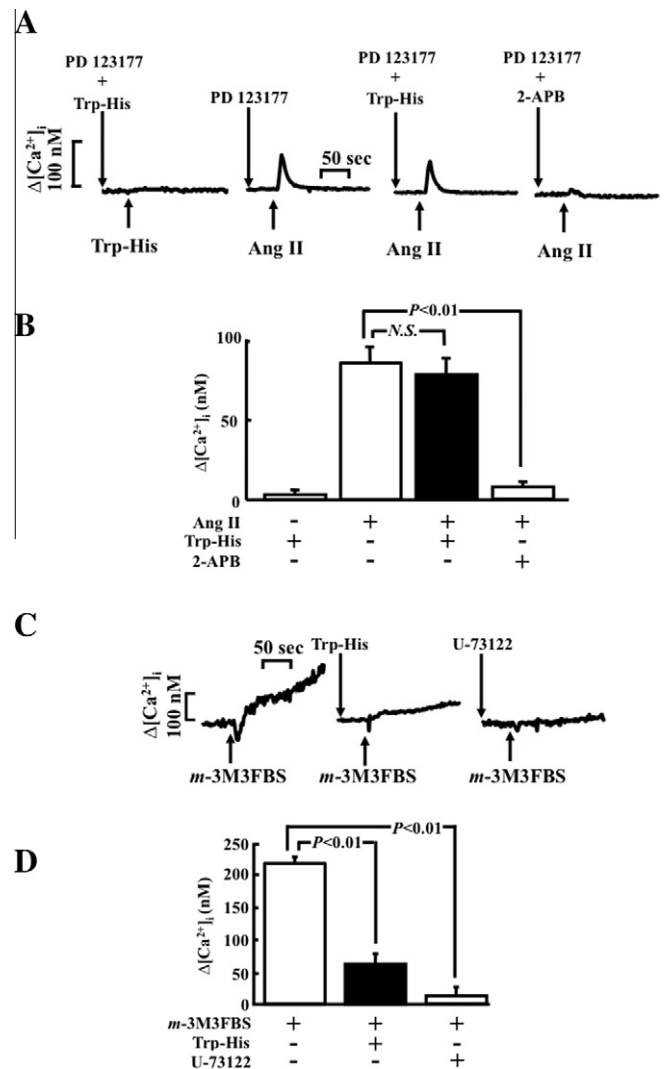 A
PD 123177
+
Trp-His
PD 123177
PD 123177
+
Trp-His
PD 123177
+
2-APB
Δ[Ca²⁺]i
100 nM
50 sec
Trp-His
Ang II
Ang II
Ang II
B
P<0.01
N.S.
Δ[Ca²⁺]i (nM)
100
50
0
Ang II - + + +
Trp-His + - + -
2-APB - - - +
C
50 sec
Trp-His
U-73122
Δ[Ca²⁺]i
100 nM
m-3M3FBS
m-3M3FBS
m-3M3FBS
D
P<0.01
P<0.01
Δ[Ca²⁺]i (nM)
250
200
150
100
50
0
m-3M3FBS + + +
Trp-His - + -
U-73122 - - +